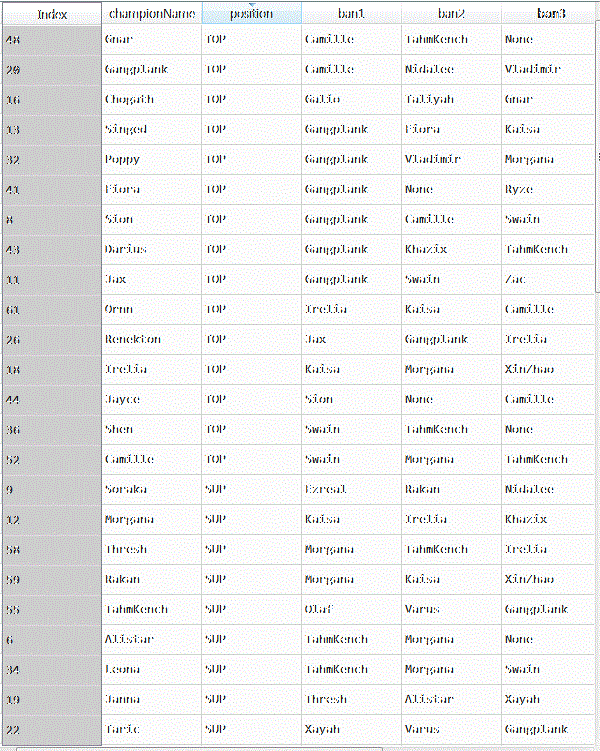 Index championName position ban1 ban2 bam3
48 Gnar TOP Camille TahmKench None
20 Gangplank TOP Camille Nidalee Vladimir
16 Chogath TOP Galio Taliyah Gnar
13 Singed TOP Gangplank Fiora Kaisa
32 Poppy TOP Gangplank Vladimir Morgana
41 Fiora TOP Gangplank None Ryze
8 Sion TOP Gangplank Camille Swain
43 Darius TOP Gangplank Khazix TahmKench
11 Jax TOP Gangplank Swain Zac
61 Ornn TOP Irelia Kaisa Camille
26 Renekton TOP Jax Gangplank Irelia
18 Irelia TOP Kaisa Morgana XinZhao
44 Jayce TOP Sion None Camille
36 Shen TOP Swain TahmKench None
52 Camille TOP Swain Morgana TahmKench
9 Soraka SUP Ezreal Rakan Nidalee
12 Morgana SUP Kaisa Irelia Khazix
58 Thresh SUP Morgana TahmKench Irelia
59 Rakan SUP Morgana Kaisa XinZhao
55 TahmKench SUP Olaf Varus Gangplank
6 Alistar SUP TahmKench Morgana None
34 Leona SUP TahmKench Morgana Swain
19 Janna SUP Thresh Alistar Xayah
22 Taric SUP Xayah Varus Gangplank